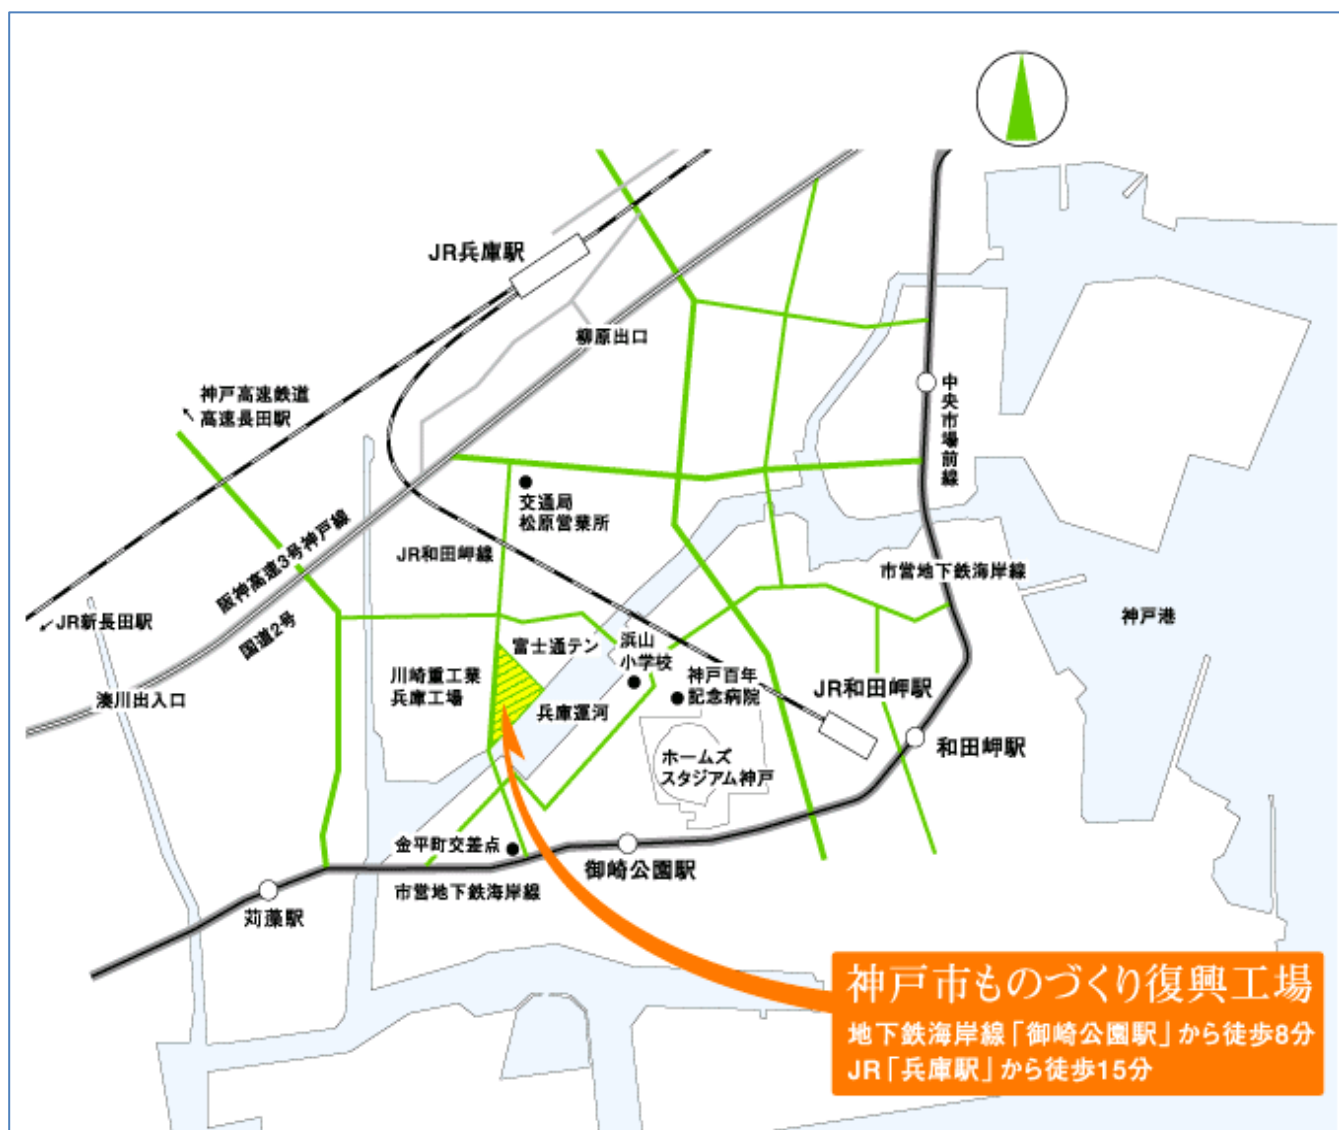 JR兵庫駅
柳原出口
神戸高速鉄道
高速長田駅
中央市場前線
交通局
松原営業所
阪神高速3号神戸線
JR和田岬線
市営地下鉄海岸線
JR新長田駅
国道2号
神戸港
富士通テン
浜山
小学校
川崎重工業
兵庫工場
神戸百年
記念病院
JR和田岬駅
湊川出入口
兵庫運河
和田岬駅
ホームズ
スタジアム神戸
金平町交差点
御崎公園駅
市営地下鉄海岸線
苅藻駅
神戸市ものづくり復興工場
地下鉄海岸線「御崎公園駅」から徒歩8分
JR「兵庫駅」から徒歩15分